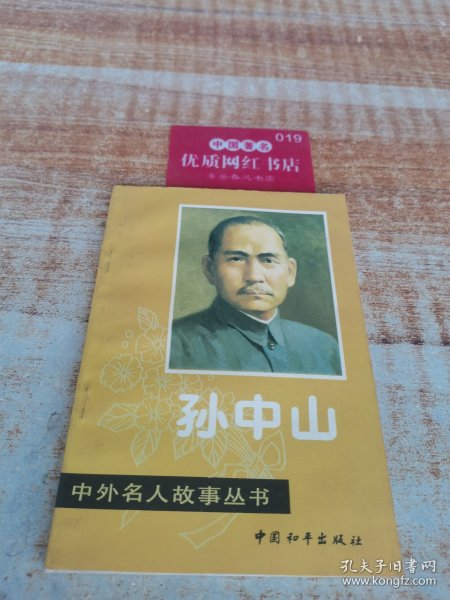 019
中国著名
优质网红书店
孙中山
中外名人故事丛书
中国和平出版社
孔夫子旧书网
www.kongfz.com